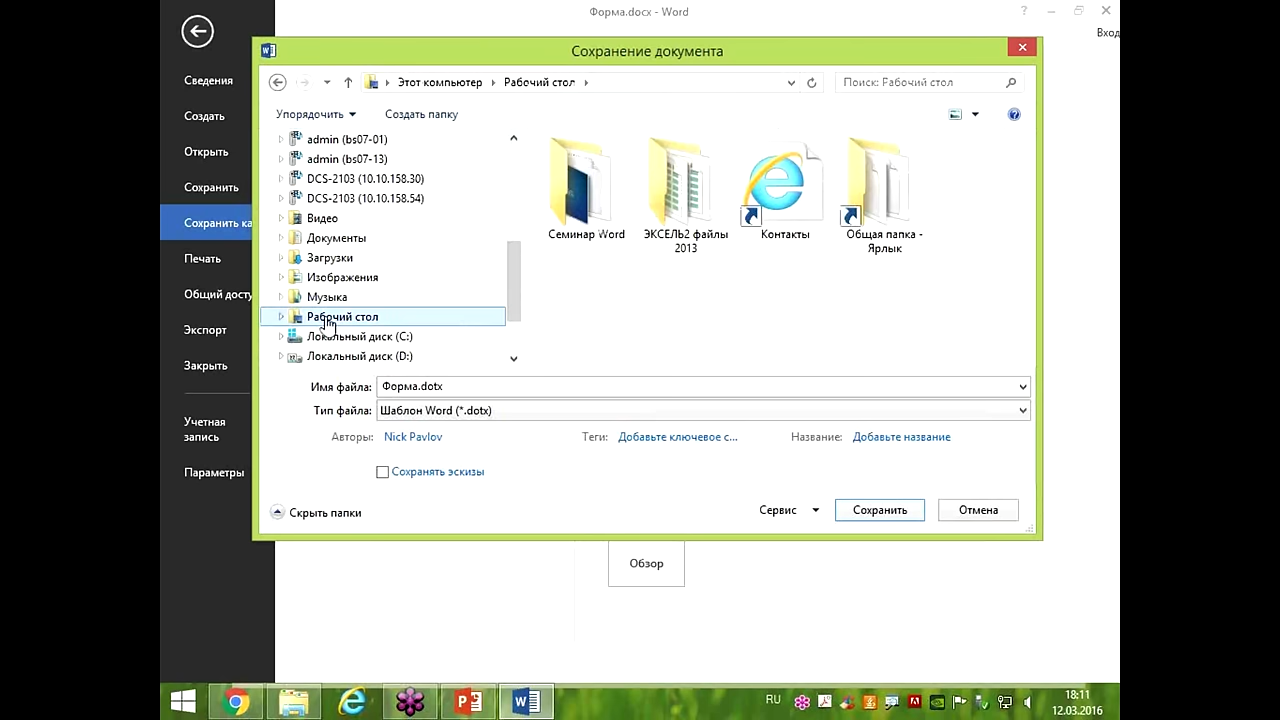 Форма.docx - Word
Вход
Сведения
Создать
Открыть
Сохранить
Сохранить ка
Печать
Общий досту
Экспорт
Закрыть
Учетная
запись
Параметры
Сохранение документа
Этот компьютер
Рабочий стол
Поиск: Рабочий стол
Упорядочить
Создать папку
admin (bs07-01)
admin (bs07-13)
DCS-2103 (10.10.158.30)
DCS-2103 (10.10.158.54)
Видео
Документы
Загрузки
Изображения
Музыка
Рабочий стол
Локальный диск (C:)
Локальный диск (D:)
Семинар Word
ЭКСЕЛЬ2 файлы
2013
Контакты
Общая папка -
Ярлык
Имя файла: Форма.dotx
Тип файла: Шаблон Word (*.dotx)
Авторы: Nick Pavlov
Теги: Добавьте ключевое с...
Название: Добавьте название
Сохранять эскизы
Скрыть папки
Сервис
Сохранить
Отмена
Обзор
RU
18:11
12.03.2016